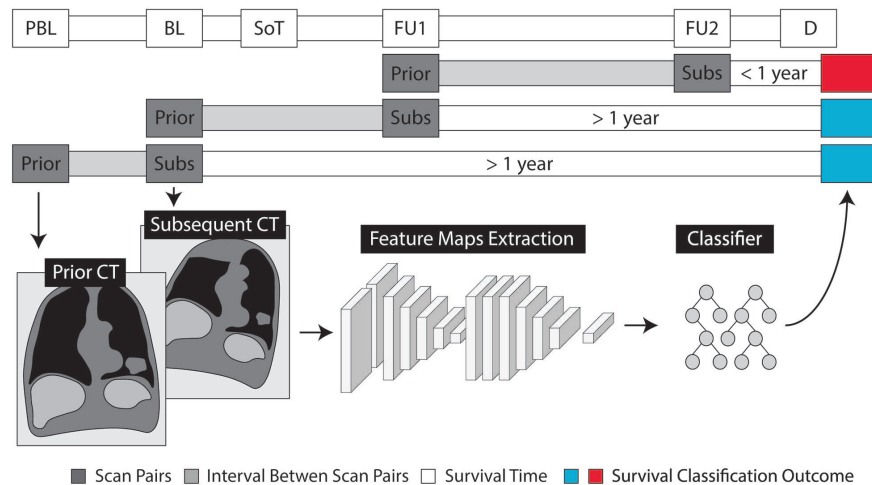 PBL BL SoT FU1 FU2 D
Prior Subs < 1 year
Prior Subs > 1 year
Prior Subs > 1 year
Subsequent CT
Feature Maps Extraction Classifier
Prior CT
Scan Pairs Interval Betwen Scan Pairs Survival Time Survival Classification Outcome